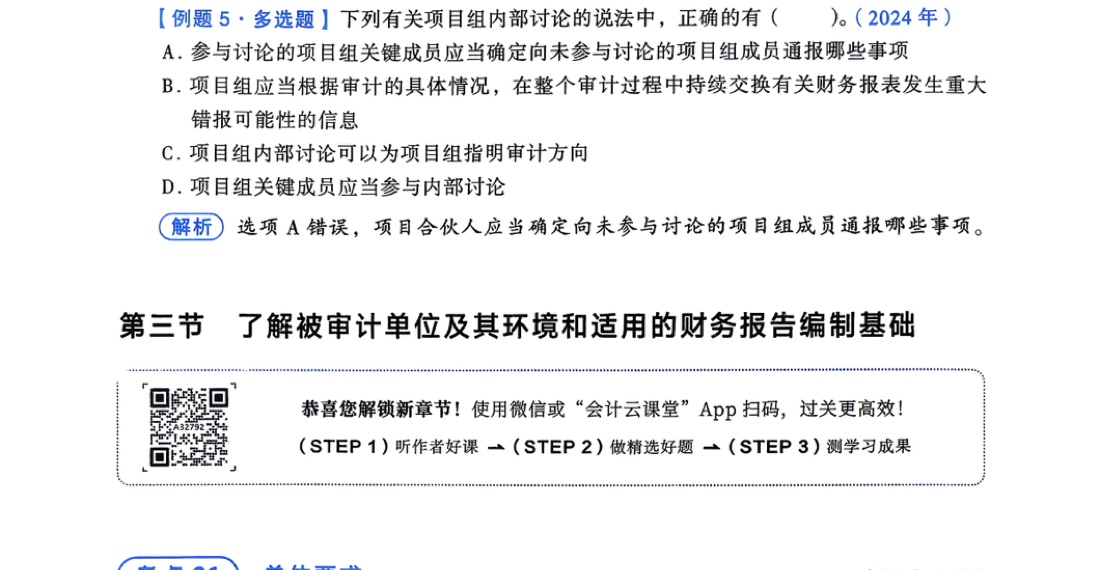 【例题5·多选题】下列有关项目组内部讨论的说法中，正确的有（　　）。（2024年）
A. 参与讨论的项目组关键成员应当确定向未参与讨论的项目组成员通报哪些事项
B. 项目组应当根据审计的具体情况，在整个审计过程中持续交换有关财务报表发生重大
错报可能性的信息
C. 项目组内部讨论可以为项目组指明审计方向
D. 项目组关键成员应当参与内部讨论
解析 选项A错误，项目合伙人应当确定向未参与讨论的项目组成员通报哪些事项。
第三节　了解被审计单位及其环境和适用的财务报告编制基础
A32792
恭喜您解锁新章节！使用微信或“会计云课堂”App扫码，过关更高效！
（STEP 1）听作者好课→（STEP 2）做精选好题→（STEP 3）测学习成果